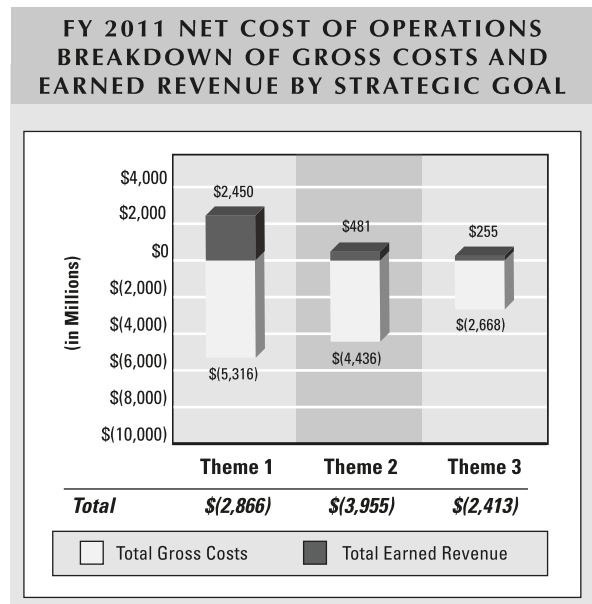 FY 2011 NET COST OF OPERATIONS
BREAKDOWN OF GROSS COSTS AND
EARNED REVENUE BY STRATEGIC GOAL
(in Millions)
$4,000
$2,000
$0
$(2,000)
$(4,000)
$(6,000)
$(8,000)
$(10,000)
$2,450
$481
$255
$(5,316)
$(4,436)
$(2,668)
Theme 1 Theme 2 Theme 3
Total $(2,866) $(3,955) $(2,413)
Total Gross Costs Total Earned Revenue